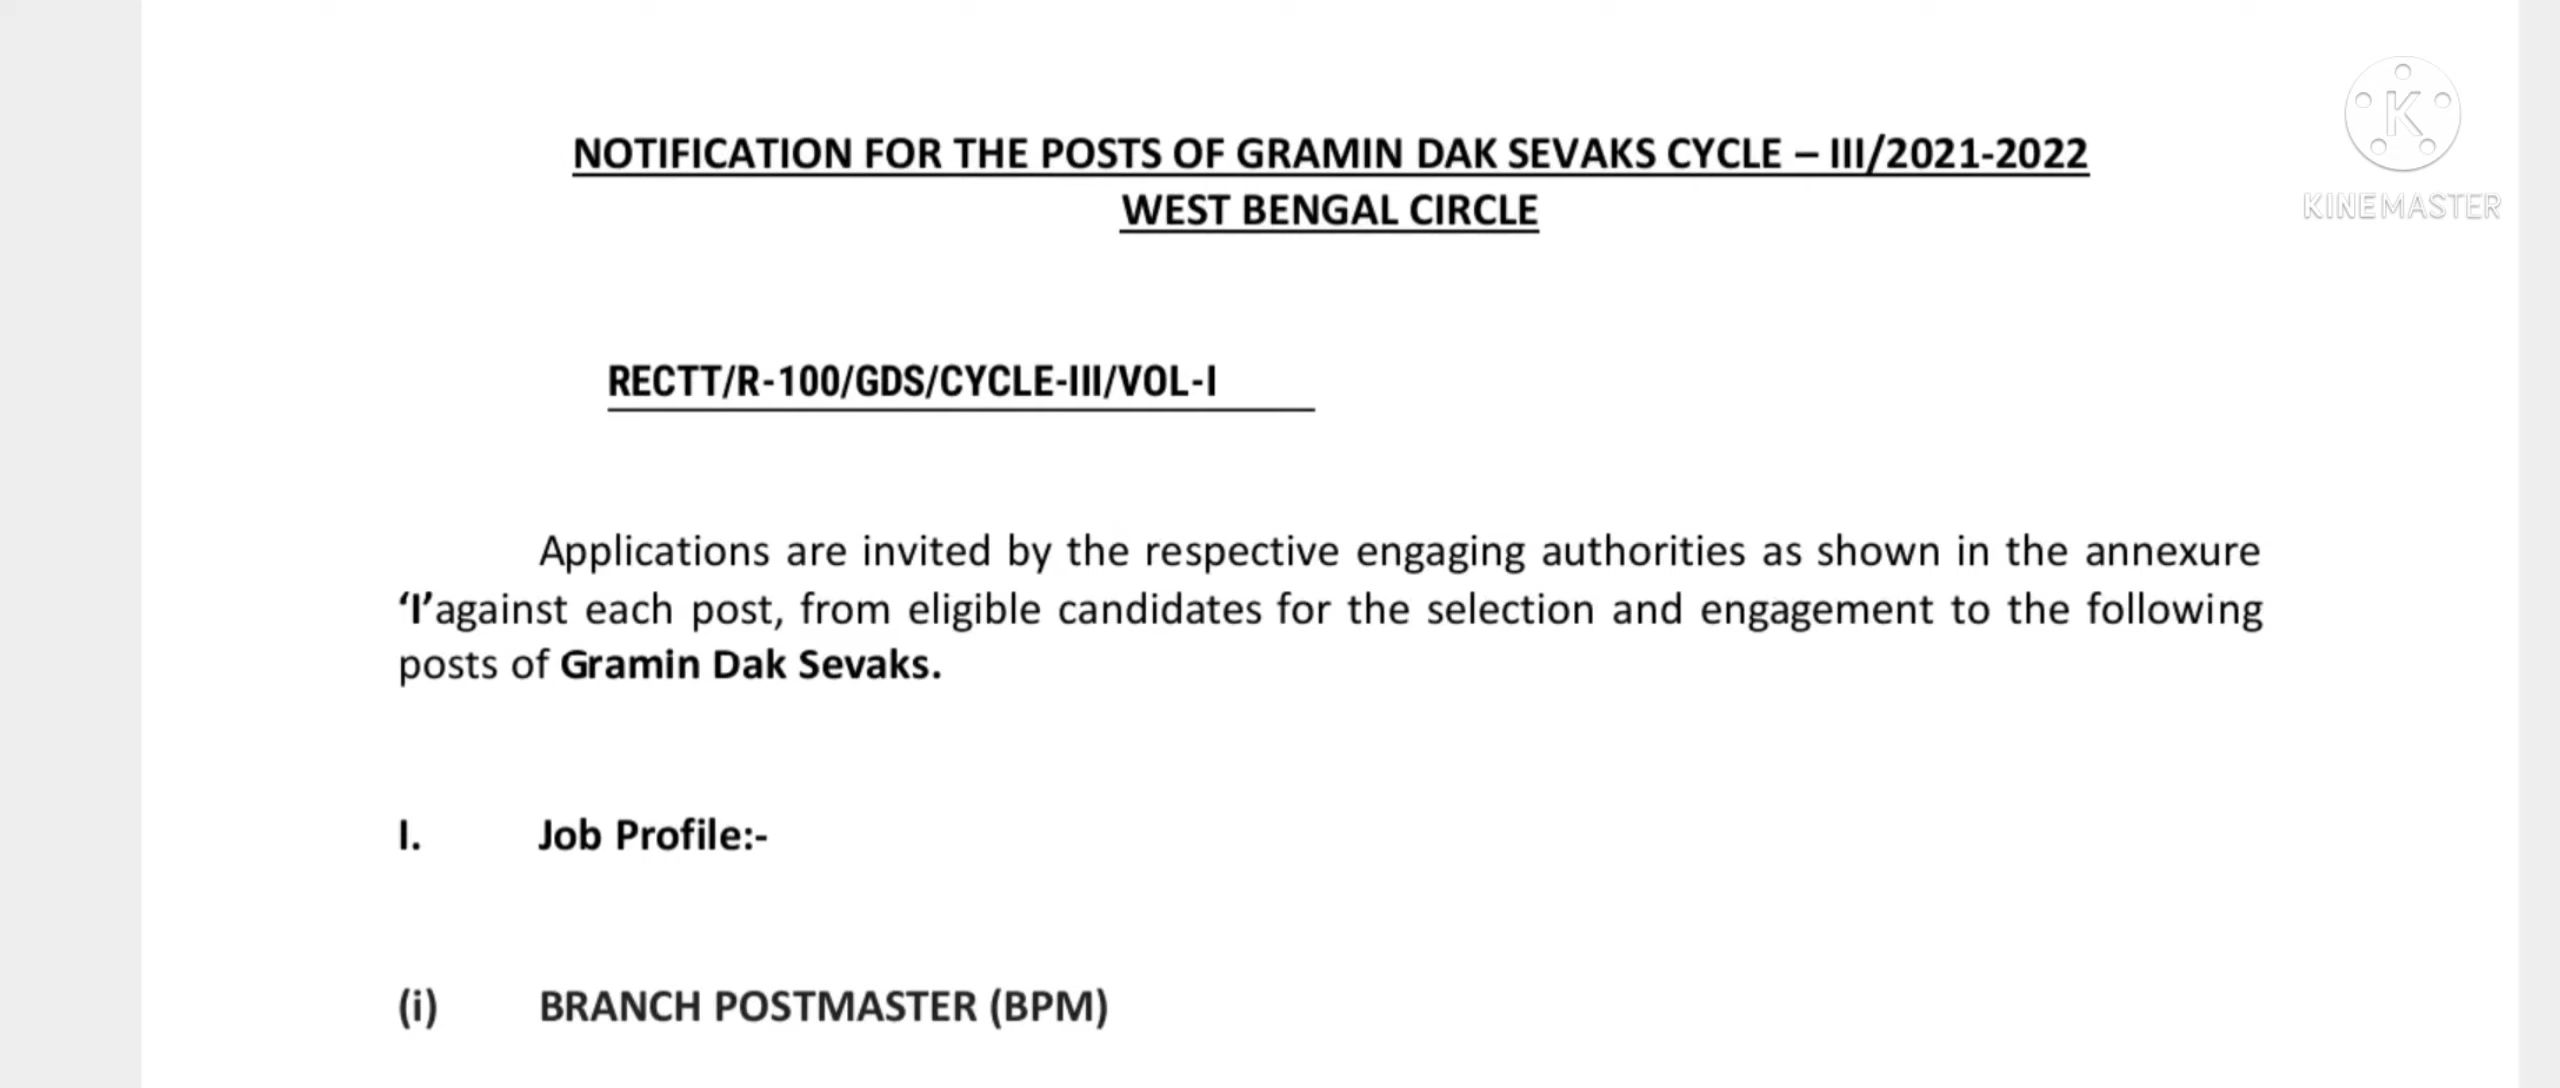 NOTIFICATION FOR THE POSTS OF GRAMIN DAK SEVAKS CYCLE – III/2021-2022
WEST BENGAL CIRCLE
K
KINEMASTER
RECTT/R-100/GDS/CYCLE-III/VOL-I
Applications are invited by the respective engaging authorities as shown in the annexure
‘I’against each post, from eligible candidates for the selection and engagement to the following
posts of Gramin Dak Sevaks.
I. Job Profile:-
(i) BRANCH POSTMASTER (BPM)